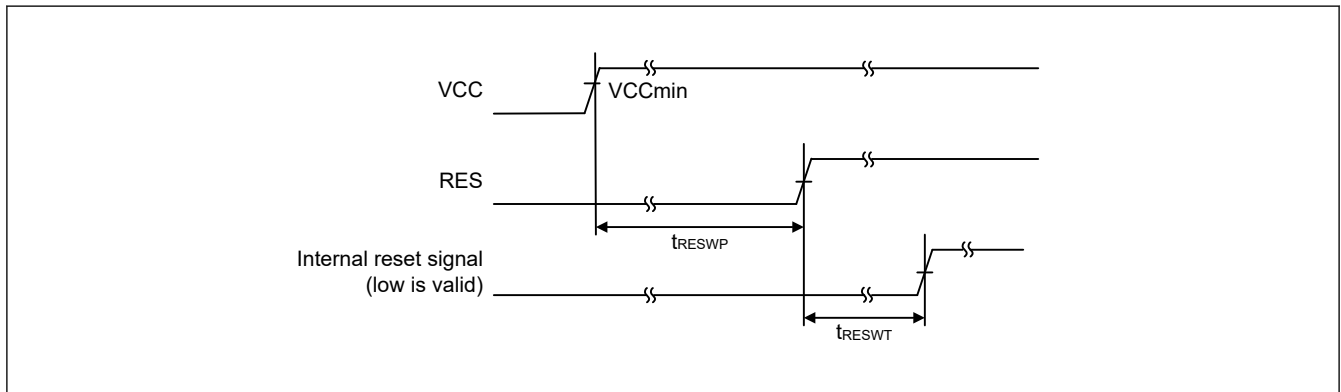 VCC
VCCmin
RES
tRESWP
Internal reset signal
(low is valid)
tRESWT